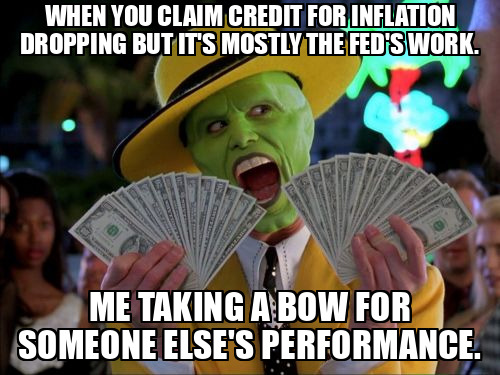 WHEN YOU CLAIM CREDIT FOR INFLATION
DROPPING BUT IT'S MOSTLY THE FED'S WORK.
ME TAKING A BOW FOR
SOMEONE ELSE'S PERFORMANCE.